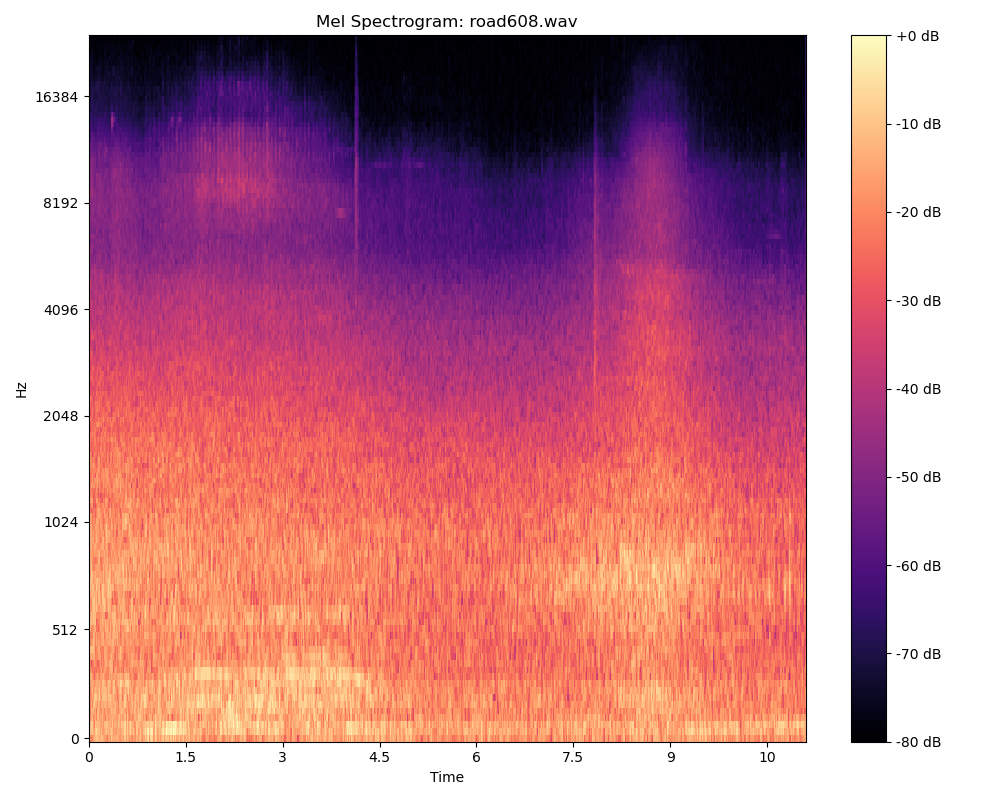 Mel Spectrogram: road608.wav
Hz
16384
8192
4096
2048
1024
512
0
0
1.5
3
4.5
6
7.5
9
10
Time
+0 dB
-10 dB
-20 dB
-30 dB
-40 dB
-50 dB
-60 dB
-70 dB
-80 dB